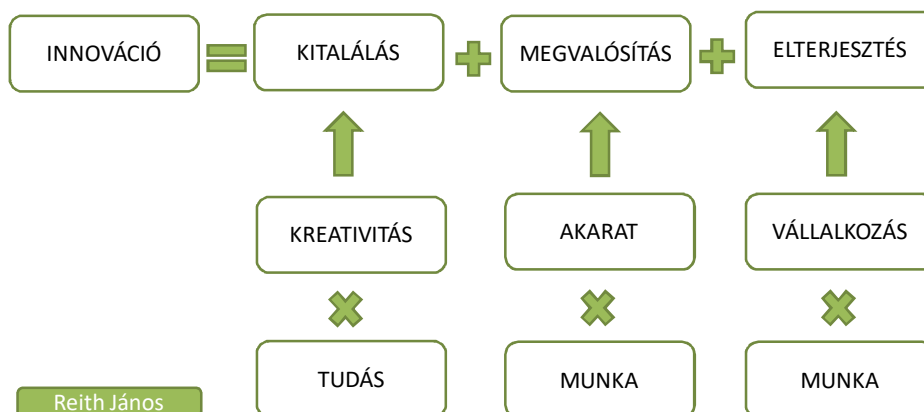 INNOVÁCIÓ
KITALÁLÁS
MEGVALÓSÍTÁS
ELTERJESZTÉS
KREATIVITÁS
AKARAT
VÁLLALKOZÁS
TUDÁS
MUNKA
MUNKA
Reith János